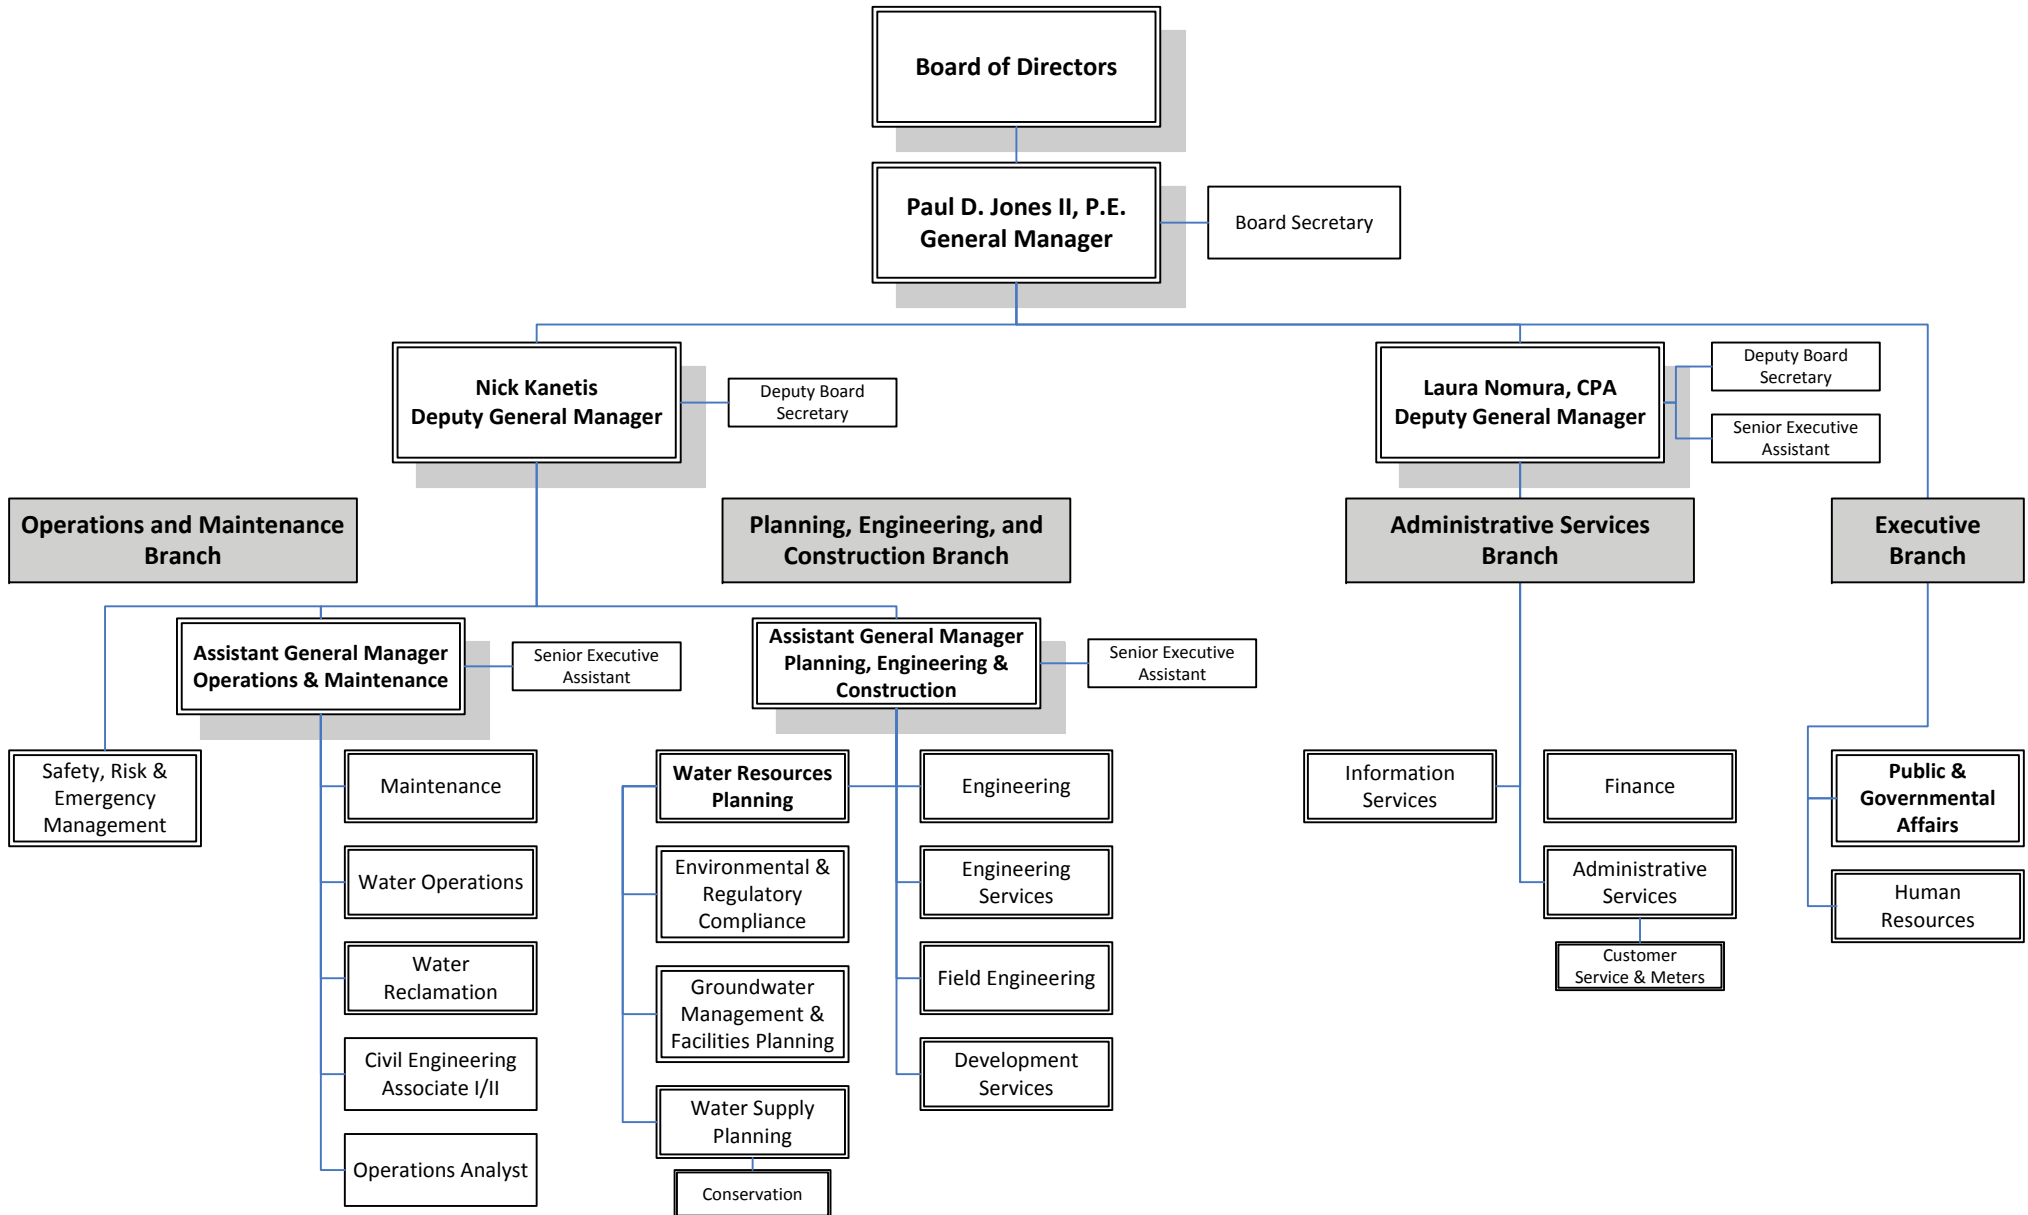 Board of Directors
Paul D. Jones II, P.E.
General Manager
Board Secretary
Nick Kanetis
Deputy General Manager
Deputy Board
Secretary
Laura Nomura, CPA
Deputy General Manager
Deputy Board
Secretary
Senior Executive
Assistant
Operations and Maintenance
Branch
Planning, Engineering, and
Construction Branch
Administrative Services
Branch
Executive
Branch
Assistant General Manager
Operations & Maintenance
Senior Executive
Assistant
Assistant General Manager
Planning, Engineering &
Construction
Senior Executive
Assistant
Safety, Risk &
Emergency
Management
Maintenance
Water Operations
Water
Reclamation
Civil Engineering
Associate I/II
Operations Analyst
Water Resources
Planning
Environmental &
Regulatory
Compliance
Groundwater
Management &
Facilities Planning
Water Supply
Planning
Conservation
Engineering
Engineering
Services
Field Engineering
Development
Services
Information
Services
Finance
Administrative
Services
Customer
Service & Meters
Public &
Governmental
Affairs
Human
Resources